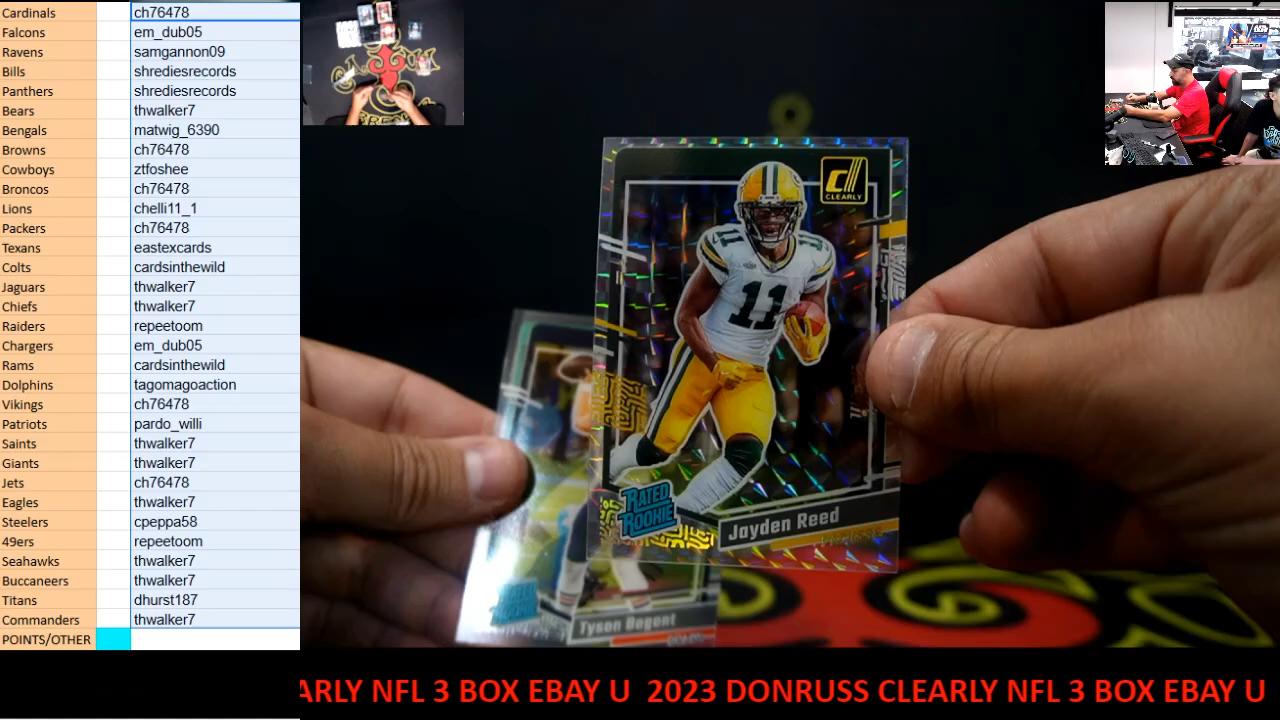 Cardinals ch76478
Falcons em_dub05
Ravens samgannon09
Bills shrediesrecords
Panthers shrediesrecords
Bears thwalker7
Bengals matwig_6390
Browns ch76478
Cowboys ztfoshee
Broncos ch76478
Lions chelli11_1
Packers ch76478
Texans eastexcards
Colts cardsinthewild
Jaguars thwalker7
Chiefs thwalker7
Raiders repeetoom
Chargers em_dub05
Rams cardsinthewild
Dolphins tagomagoaction
Vikings ch76478
Patriots pardo_willi
Saints thwalker7
Giants thwalker7
Jets ch76478
Eagles thwalker7
Steelers cpeppa58
49ers repeetoom
Seahawks thwalker7
Buccaneers thwalker7
Titans dhurst187
Commanders thwalker7
POINTS/OTHER
CLEARLY
11
11
RATED
ROOKIE
Jayden Reed
Tyson Bagent
ARLY NFL 3 BOX EBAY U 2023 DONRUSS CLEARLY NFL 3 BOX EBAY U